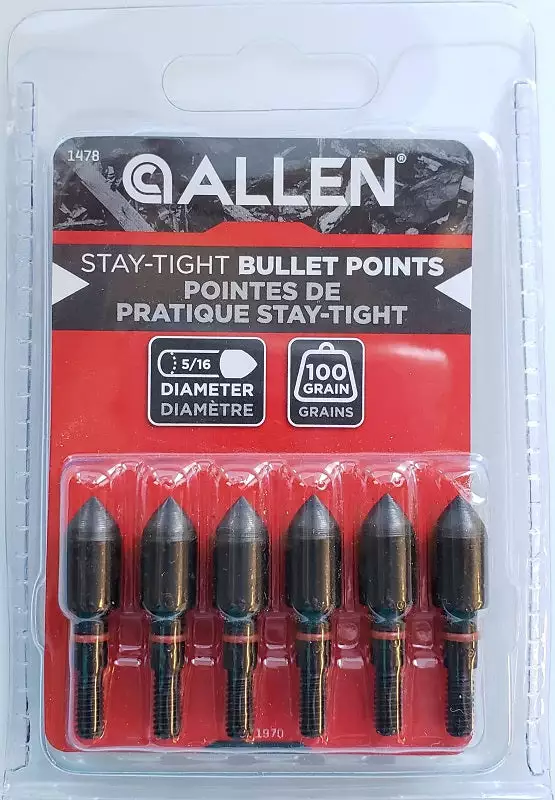 1478
ALLEN®
STAY-TIGHT BULLET POINTS
POINTES DE
PRATIQUE STAY-TIGHT
5/16
DIAMETER
DIAMÈTRE
100
GRAIN
GRAINS
1970